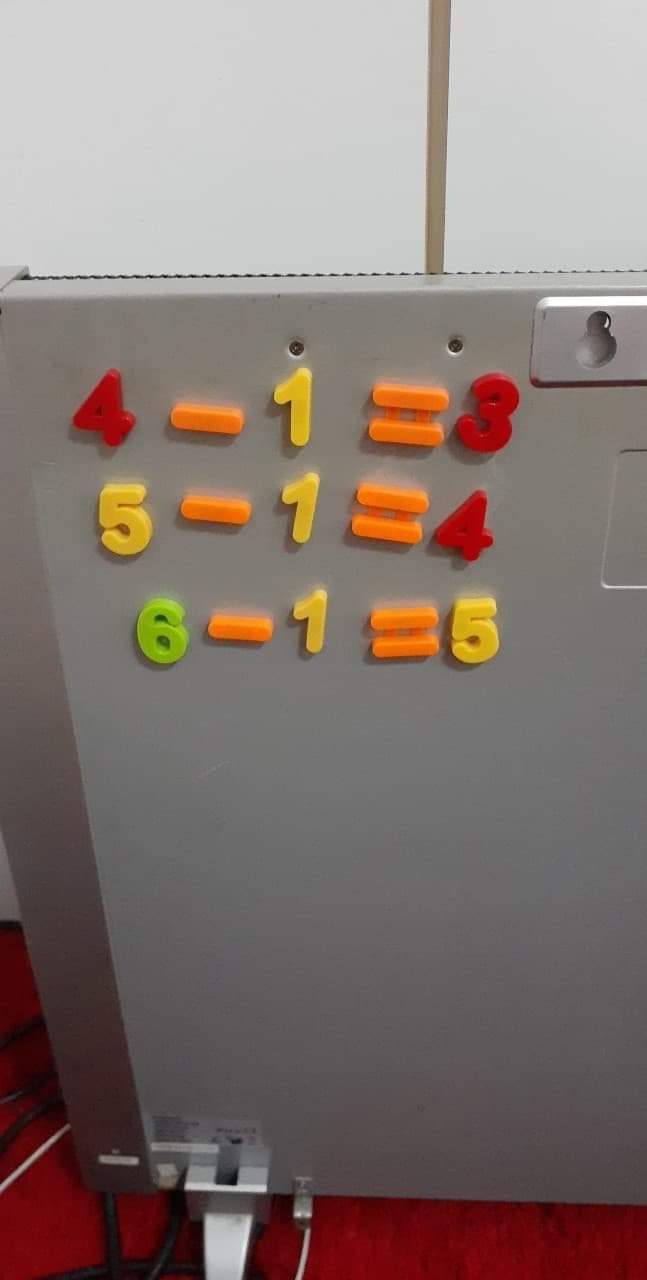 4 - 1 = 3
5 - 1 = 4
6 - 1 = 5